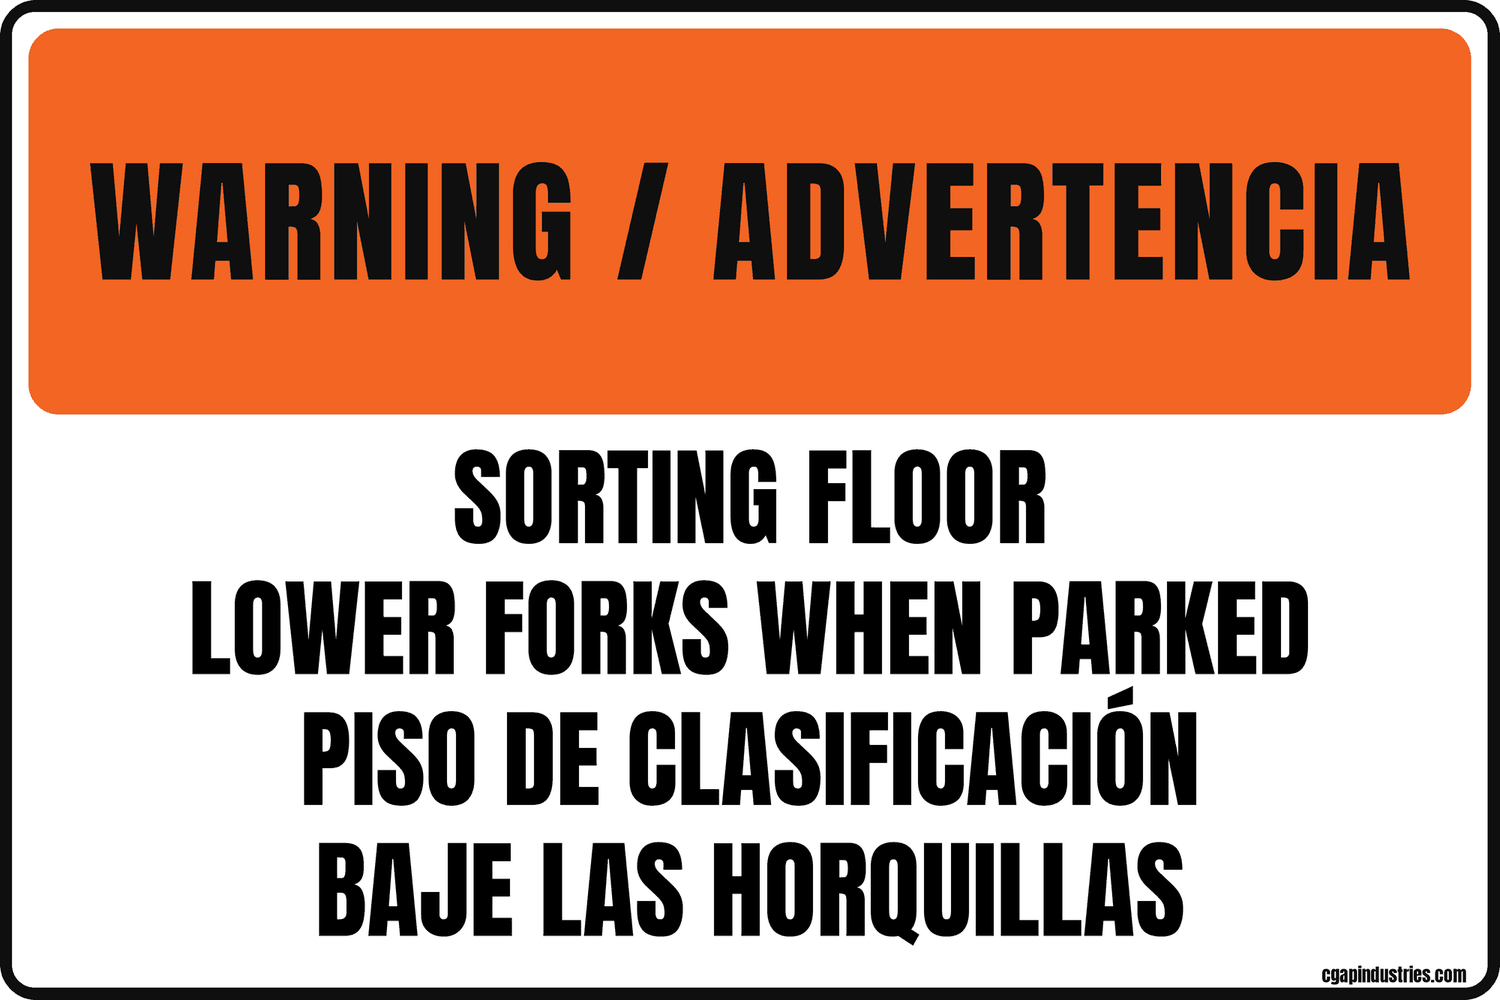 WARNING / ADVERTENCIA
SORTING FLOOR
LOWER FORKS WHEN PARKED
PISO DE CLASIFICACIÓN
BAJE LAS HORQUILLAS
cgapindustries.com